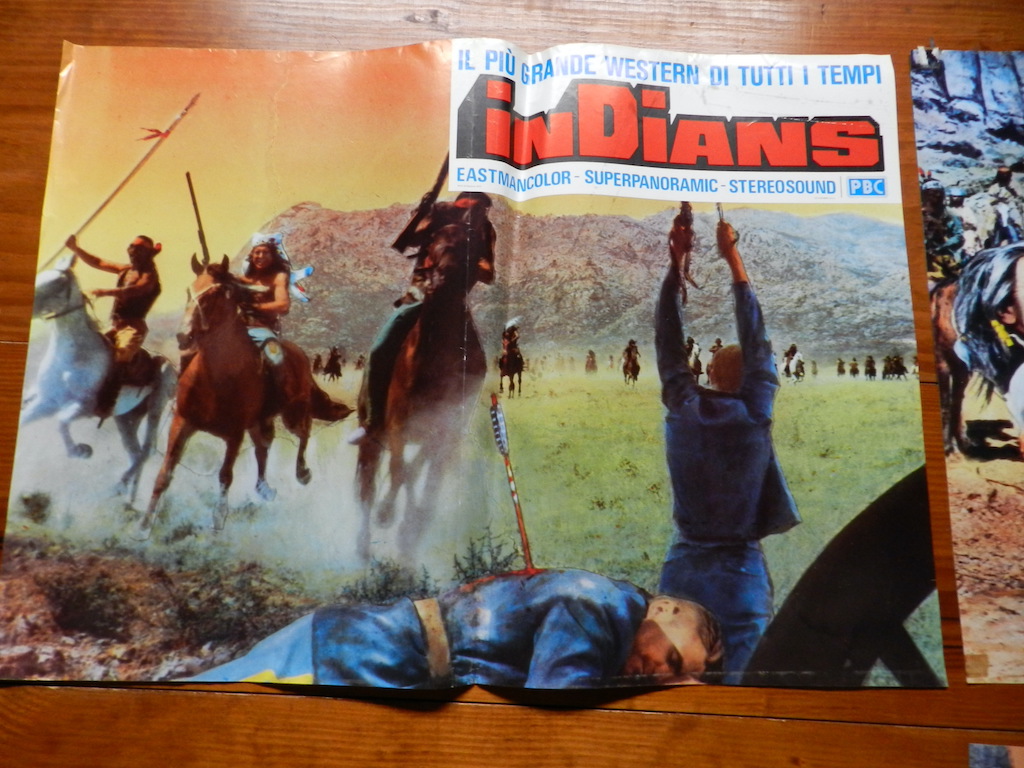 IL PIÙ GRANDE WESTERN DI TUTTI I TEMPI
inDiANS
EASTMANCOLOR - SUPERPANORAMIC - STEREOSOUND PBC